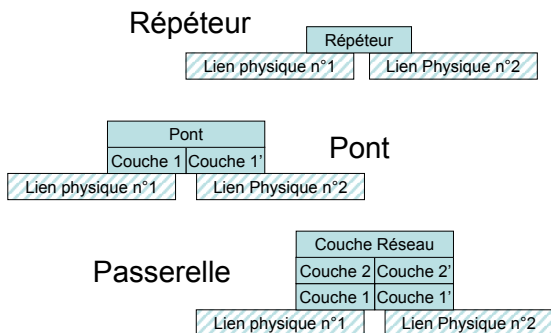 Répéteur
Répéteur
Lien physique n°1 Lien Physique n°2
Pont
Couche 1 Couche 1'
Pont
Lien physique n°1 Lien Physique n°2
Couche Réseau
Passerelle
Couche 2 Couche 2'
Couche 1 Couche 1'
Lien physique n°1 Lien Physique n°2